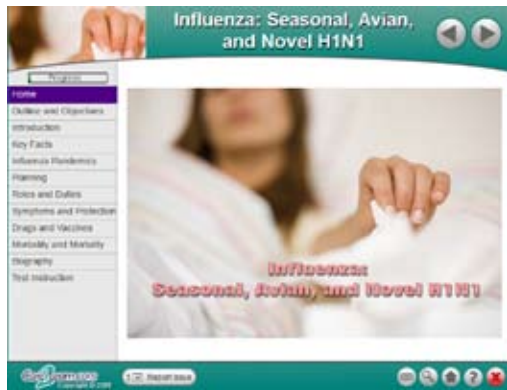 Influenza: Seasonal, Avian,
and Novel H1N1
Progress
Home
Outline and Objectives
Introduction
Key Facts
Influenza Pandemics
Planning
Roles and Duties
Symptoms and Protection
Drugs and Vaccines
Morbidity and Mortality
Biography
Test Instruction
Influenza:
Seasonal, Avian, and Novel H1N1
Report Issue